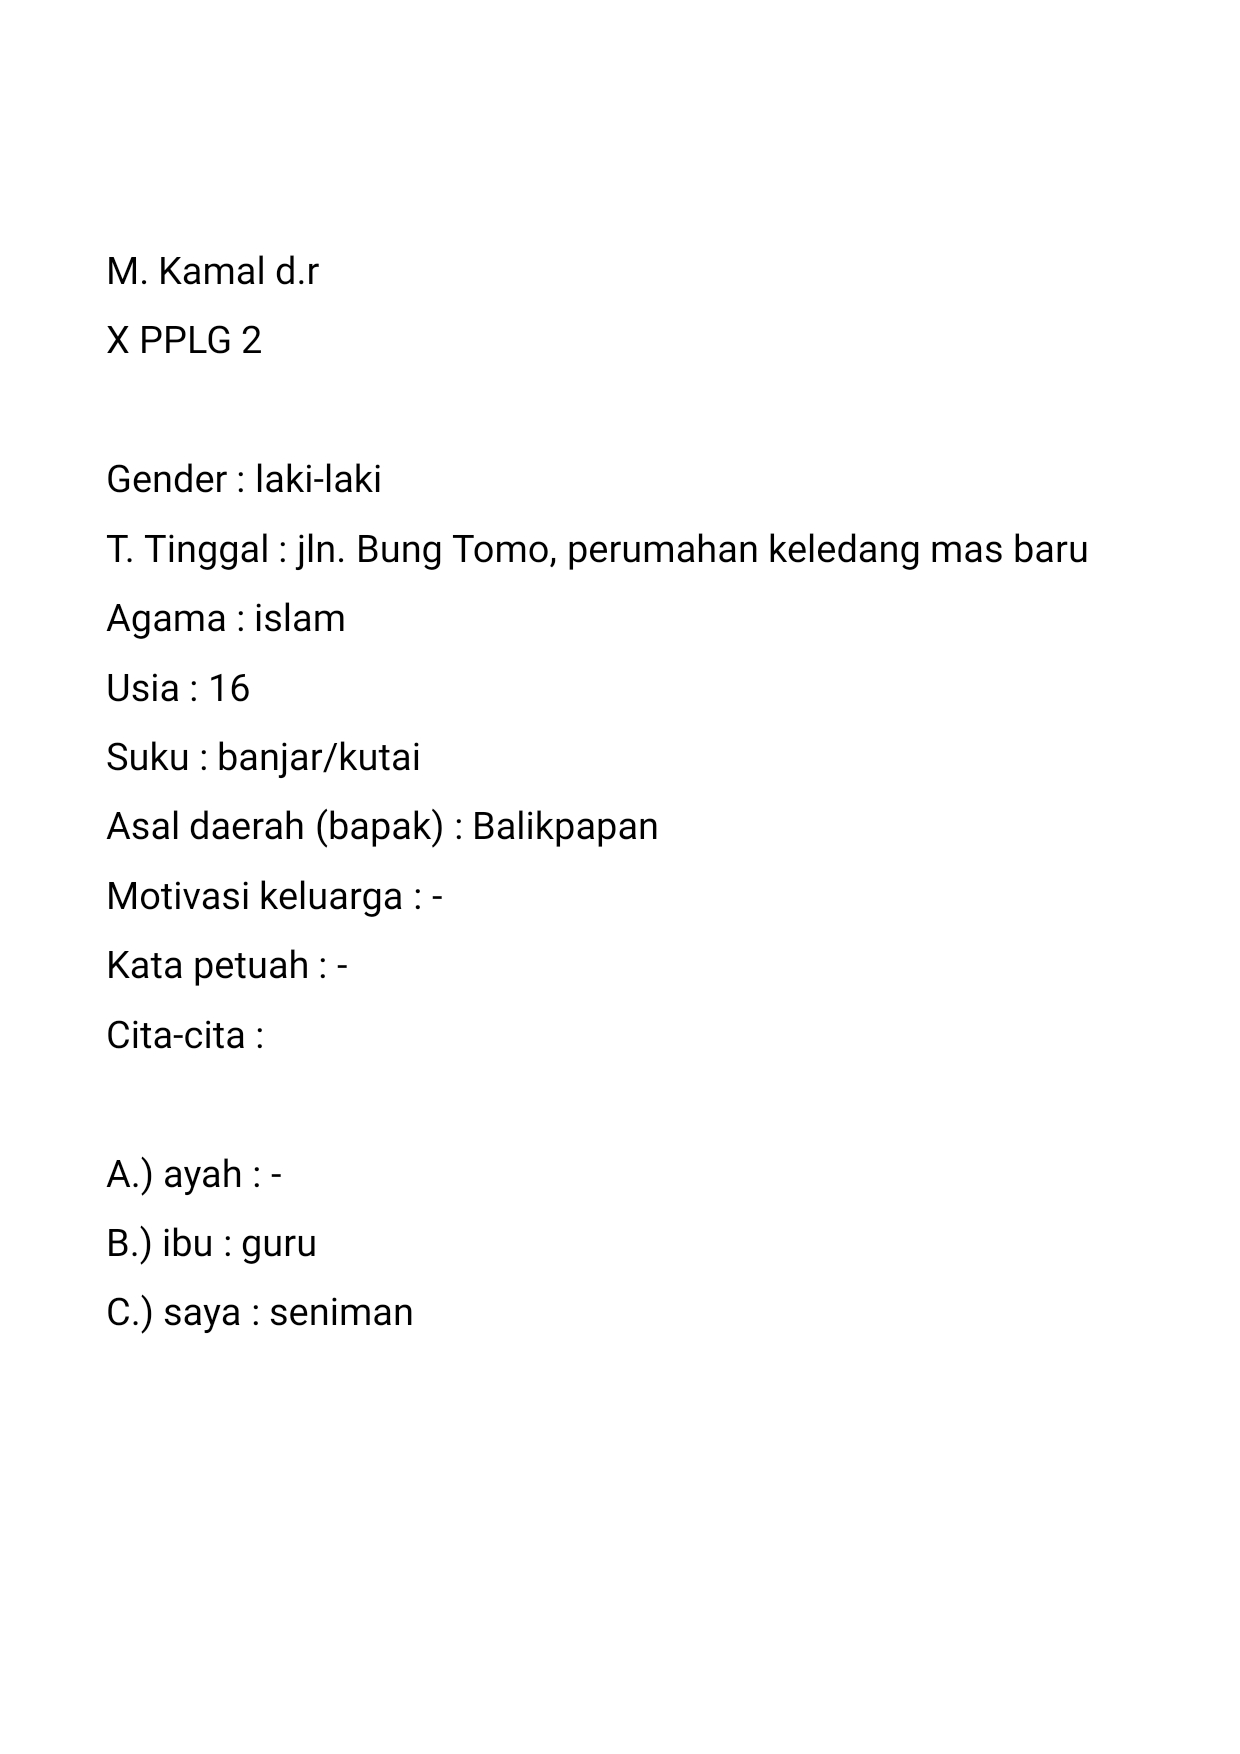 M. Kamal d.r
X PPLG 2
Gender : laki-laki
T. Tinggal : jln. Bung Tomo, perumahan keledang mas baru
Agama : islam
Usia : 16
Suku : banjar/kutai
Asal daerah (bapak) : Balikpapan
Motivasi keluarga : -
Kata petuah : -
Cita-cita :
A.) ayah : -
B.) ibu : guru
C.) saya : seniman